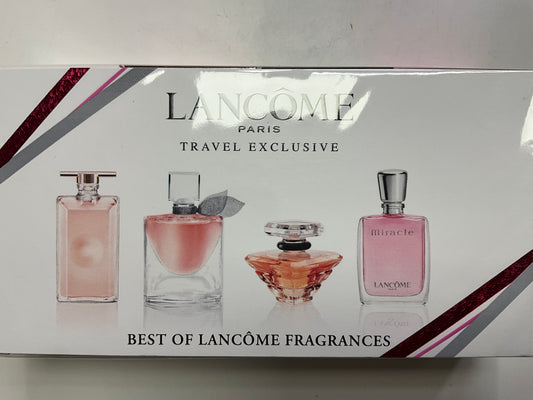 LANCÔME
PARIS
TRAVEL EXCLUSIVE
miracle
LANCÔME
BEST OF LANCÔME FRAGRANCES